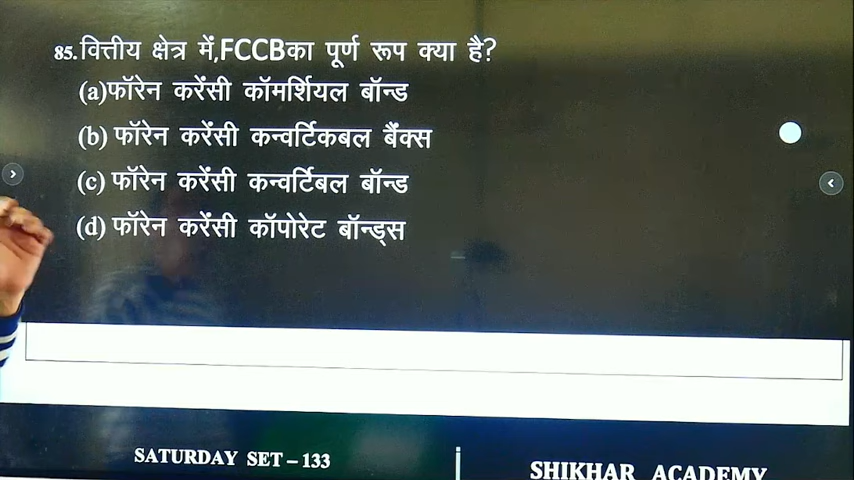 85.वित्तीय क्षेत्र में,FCCBका पूर्ण रूप क्या है?
(a)फॉरेन करेंसी कॉमर्शियल बॉन्ड
(b) फॉरेन करेंसी कन्वर्टिकबल बैंक्स
(c) फॉरेन करेंसी कन्वर्टिबल बॉन्ड
(d) फॉरेन करेंसी कॉपोरेट बॉन्ड्स
SATURDAY SET – 133
SHIKHAR ACADEMY